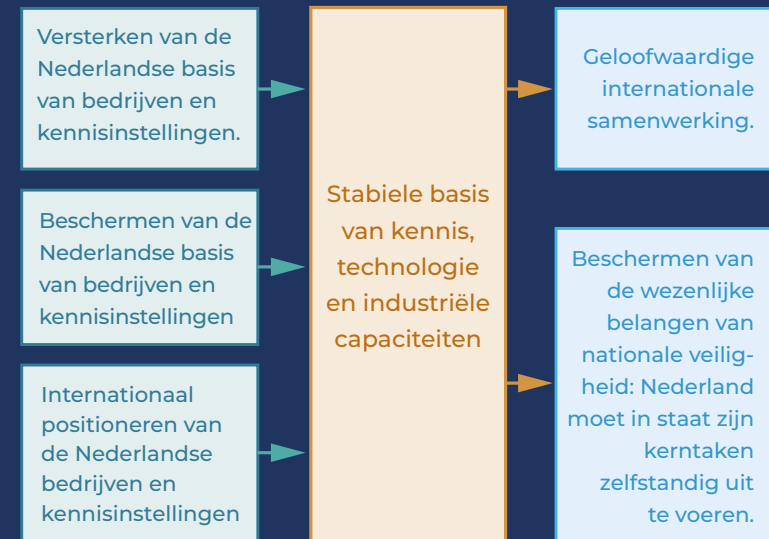 Versterken van de
Nederlandse basis
van bedrijven en
kennisinstellingen.
Beschermen van de
Nederlandse basis
van bedrijven en
kennisinstellingen
Internationaal
positioneren van
de Nederlandse
bedrijven en
kennisinstellingen
Stabiele basis
van kennis,
technologie
en industriële
capaciteiten
Geloofwaardige
internationale
samenwerking.
Beschermen van
de wezenlijke
belangen van
nationale veilig-
heid: Nederland
moet in staat zijn
kerntaken
zelfstandig uit
te voeren.